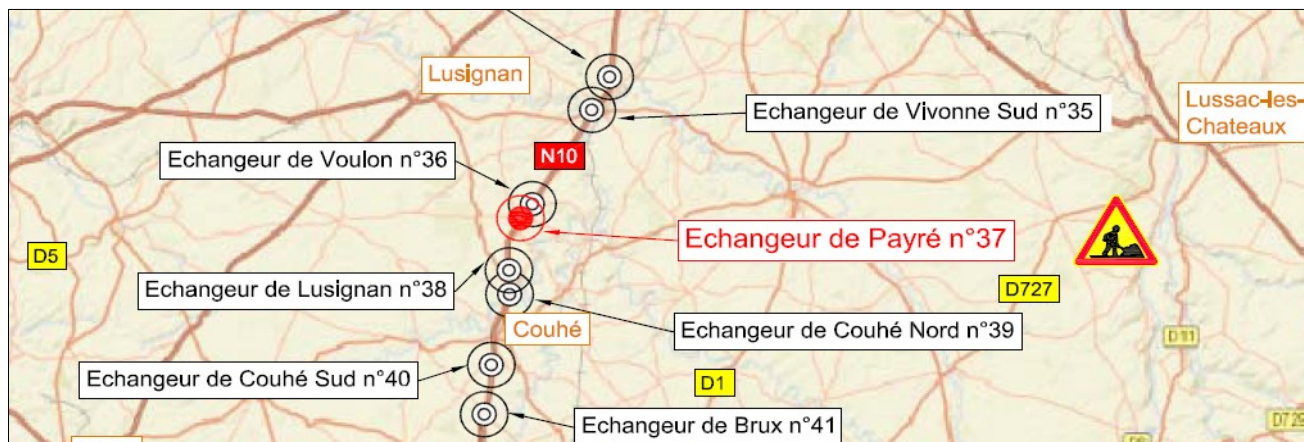 Lusignan
Echangeur de Vivonne Sud n°35
Lussac-les-
Chateaux
Echangeur de Voulon n°36
N10
Echangeur de Payré n°37
D5
Echangeur de Lusignan n°38
D727
Couhé
Echangeur de Couhé Nord n°39
D11
Echangeur de Couhé Sud n°40
D1
Echangeur de Brux n°41